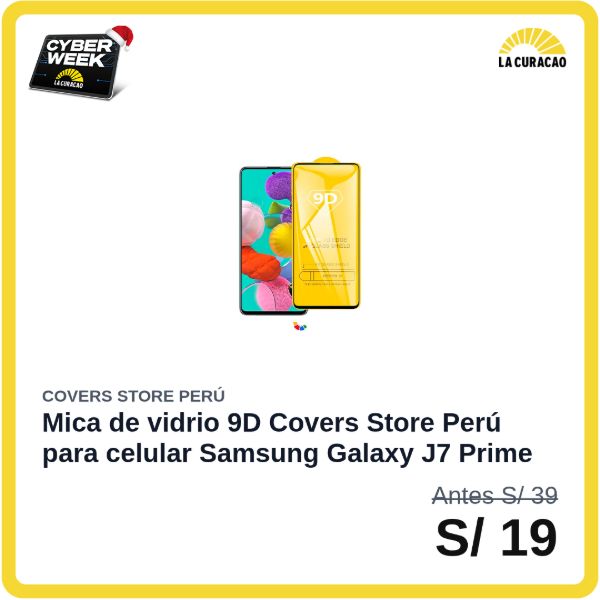 CYBER
WEEK
LA CURACAO
LA CURACAO
9D
COVERS STORE PERÚ
Mica de vidrio 9D Covers Store Perú
para celular Samsung Galaxy J7 Prime
Antes S/ 39
S/ 19